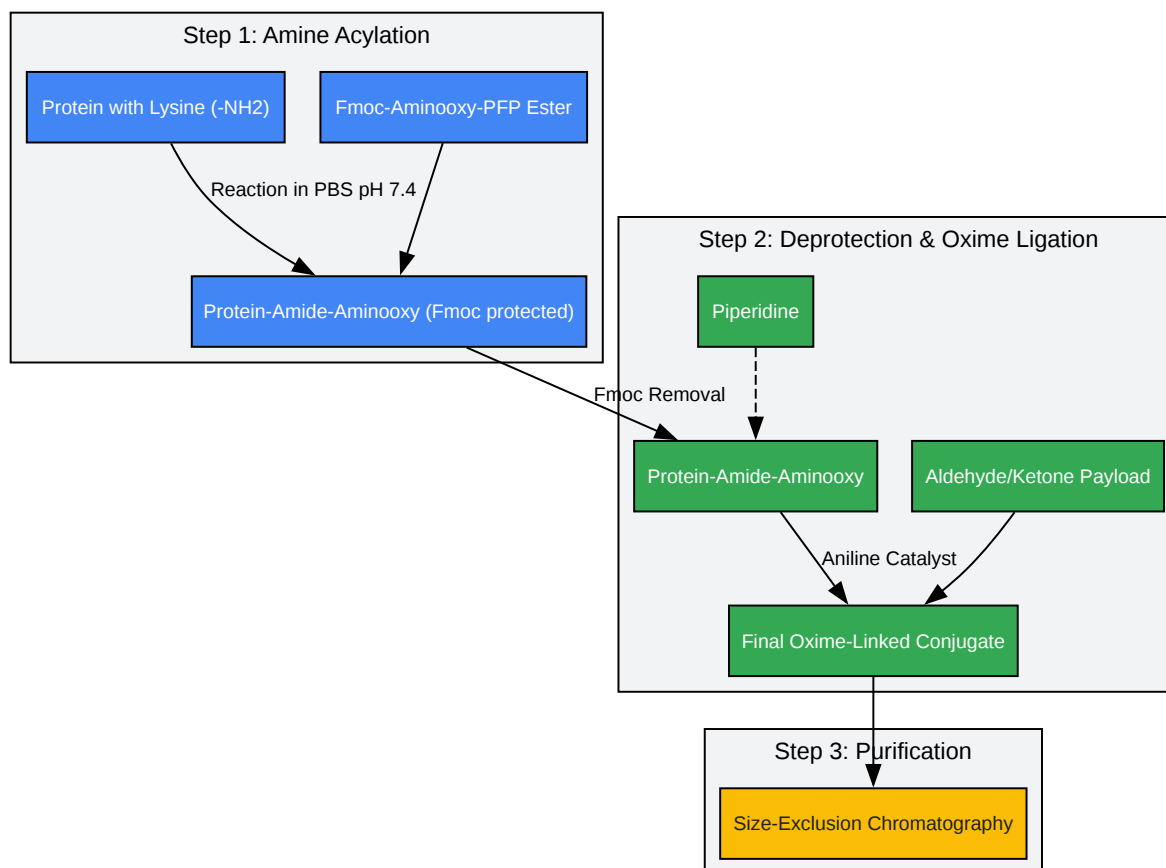 Step 1: Amine Acylation
Protein with Lysine (-NH2)
Fmoc-Aminooxy-PFP Ester
Reaction in PBS pH 7.4
Protein-Amide-Aminooxy (Fmoc protected)
Step 2: Deprotection & Oxime Ligation
Piperidine
Fmoc Removal
Protein-Amide-Aminooxy
Aldehyde/Ketone Payload
Aniline Catalyst
Final Oxime-Linked Conjugate
Step 3: Purification
Size-Exclusion Chromatography